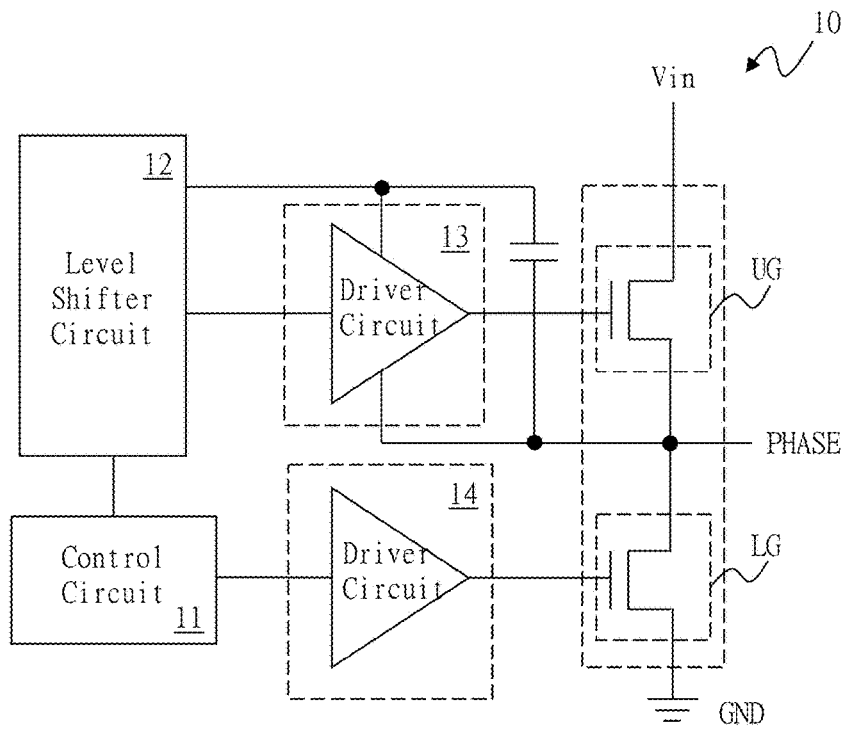 10
Vin
12
Level
Shifter
Circuit
13
Driver
Circuit
UG
PHASE
14
Driver
Circuit
LG
Control
Circuit
11
GND